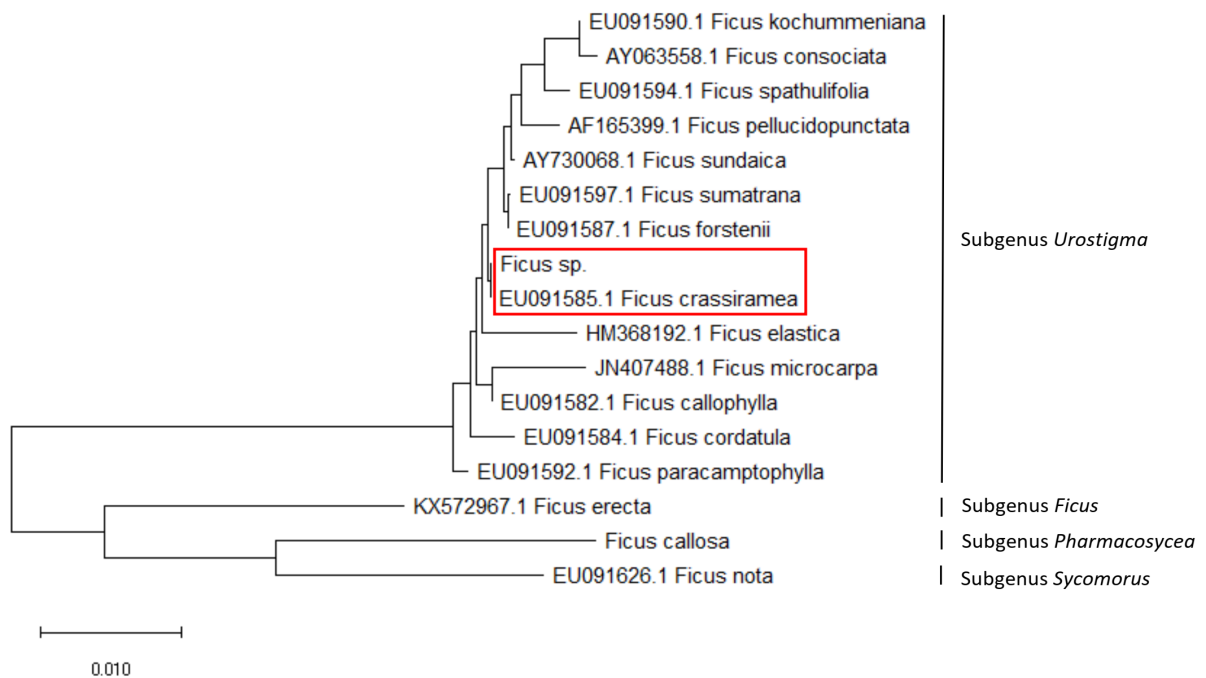 EU091590.1 Ficus kochummeniana
AY063558.1 Ficus consociata
EU091594.1 Ficus spathulifolia
AF165399.1 Ficus pellucidopunctata
AY730068.1 Ficus sundaica
EU091597.1 Ficus sumatrana
EU091587.1 Ficus forstenii
Subgenus Urostigma
Ficus sp.
EU091585.1 Ficus crassiramea
HM368192.1 Ficus elastica
JN407488.1 Ficus microcarpa
EU091582.1 Ficus callophylla
EU091584.1 Ficus cordatula
EU091592.1 Ficus paracamptophylla
KX572967.1 Ficus erecta
Subgenus Ficus
Ficus callosa
Subgenus Pharmacosycea
EU091626.1 Ficus nota
Subgenus Sycomorus
0.010